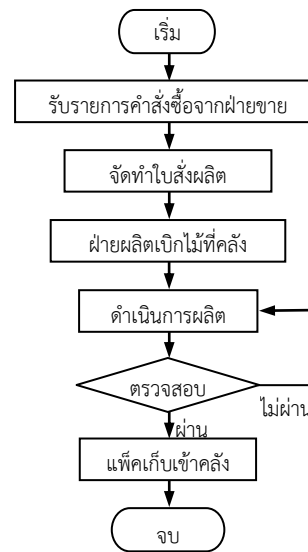 เริ่ม
รับรายการคำสั่งซื้อจากฝ่ายขาย
จัดทำใบสั่งผลิต
ฝ่ายผลิตเบิกไม้ที่คลัง
ดำเนินการผลิต
ตรวจสอบ
ไม่ผ่าน
ผ่าน
แพ็คเก็บเข้าคลัง
จบ